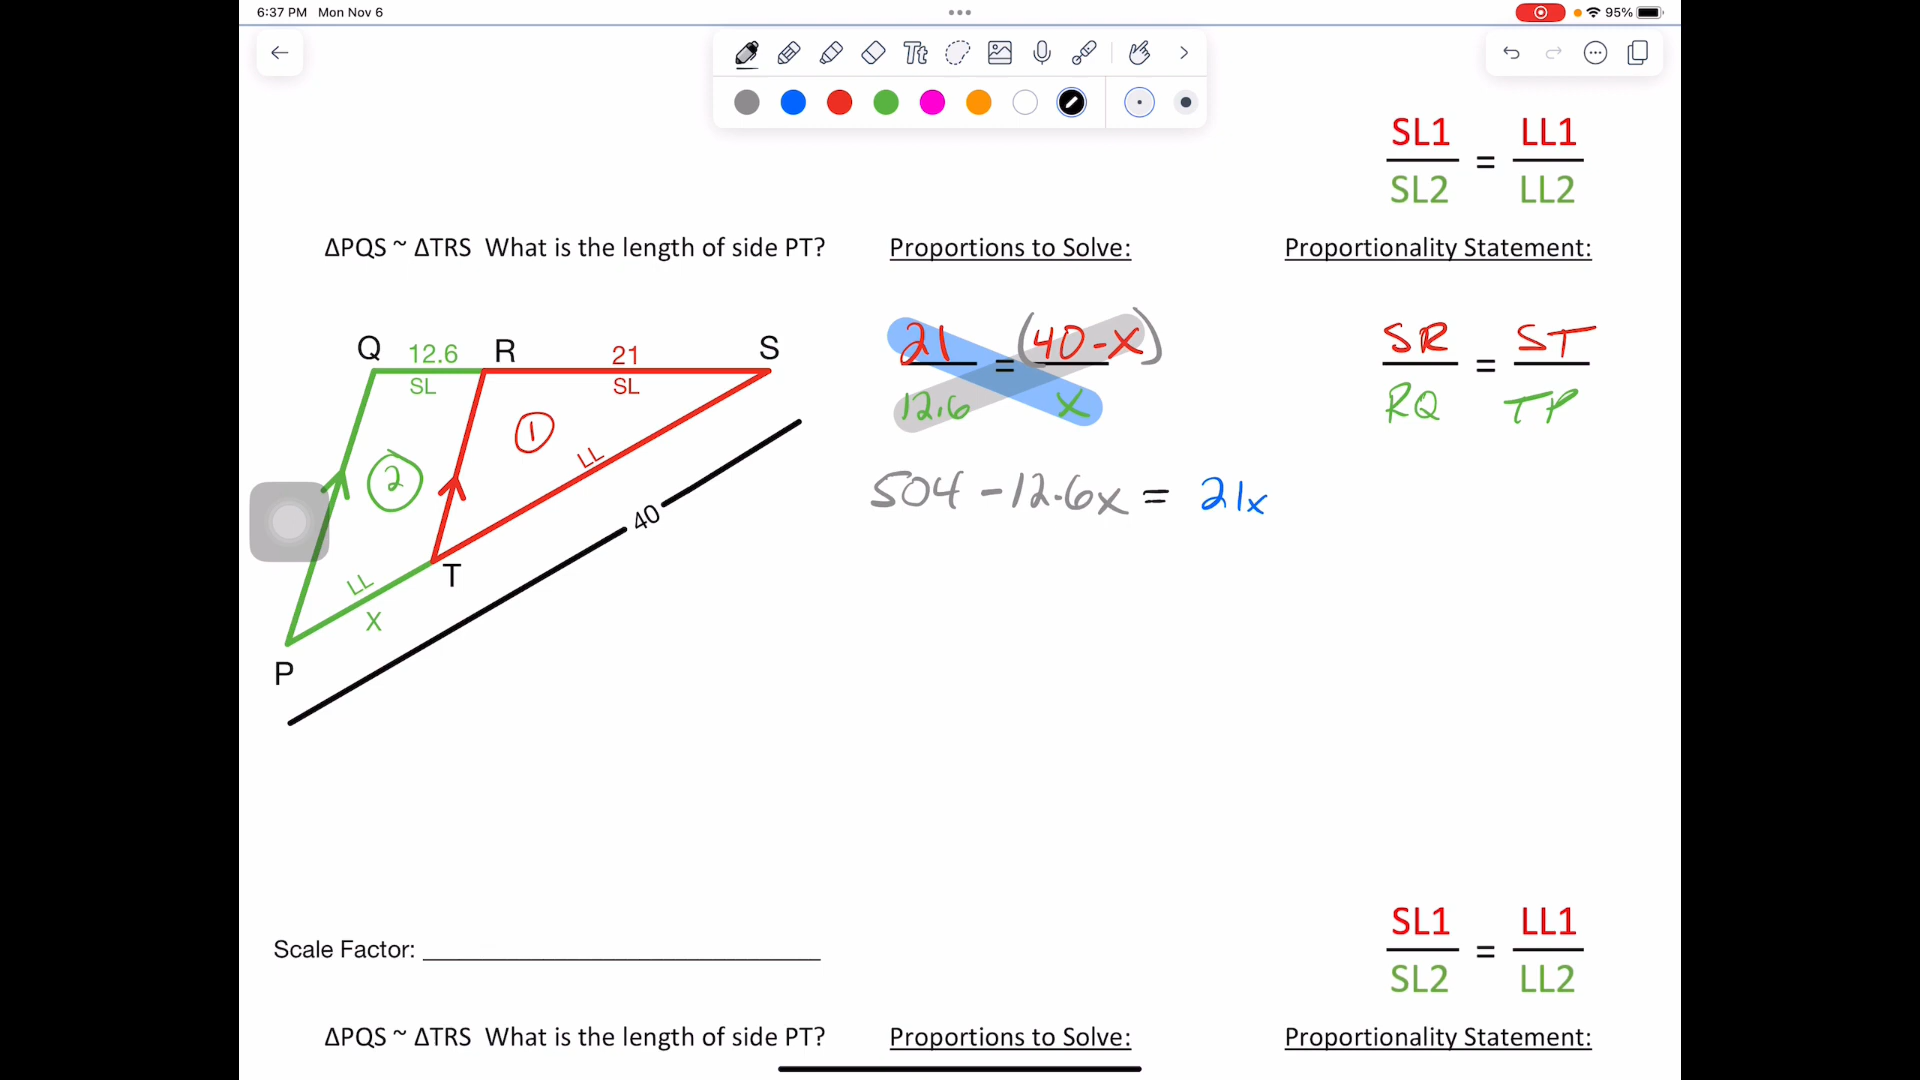 6:37 PM Mon Nov 6
95%
Tt
SL1 = LL1
SL2 LL2
ΔPQS ~ ΔTRS What is the length of side PT?
Proportions to Solve:
Proportionality Statement:
Q 12.6 R 21 S
SL SL
1
2
LL
40
LL
T
X
P
21 = (40-x)
12.6 x
504 - 12.6x = 21x
SR = ST
RQ TP
Scale Factor: ____________________
SL1 = LL1
SL2 LL2
ΔPQS ~ ΔTRS What is the length of side PT?
Proportions to Solve:
Proportionality Statement: